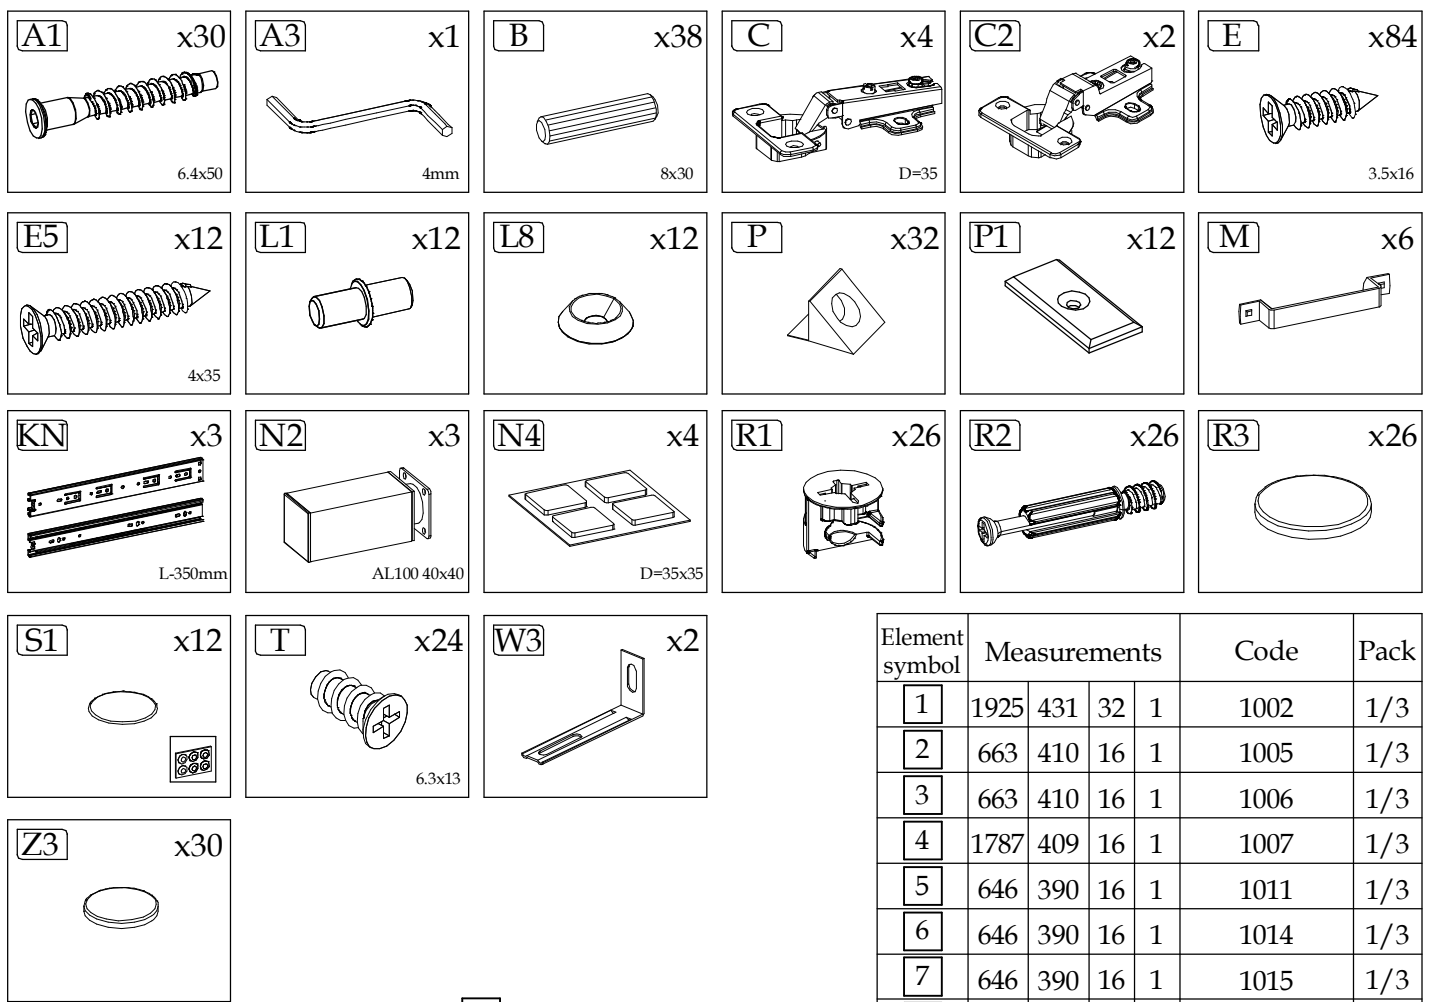 A1 x30 A3 x1 B x38 C x4 C2 x2 E x84
6.4x50 4mm 8x30 D=35 3.5x16
E5 x12 L1 x12 L8 x12 P x32 P1 x12 M x6
4x35
KN x3 N2 x3 N4 x4 R1 x26 R2 x26 R3 x26
L-350mm AL100 40x40 D=35x35
S1 x12 T x24 W3 x2
6.3x13
Z3 x30
Element symbol Measurements Code Pack
1 1925 431 32 1 1002 1/3
2 663 410 16 1 1005 1/3
3 663 410 16 1 1006 1/3
4 1787 409 16 1 1007 1/3
5 646 390 16 1 1011 1/3
6 646 390 16 1 1014 1/3
7 646 390 16 1 1015 1/3